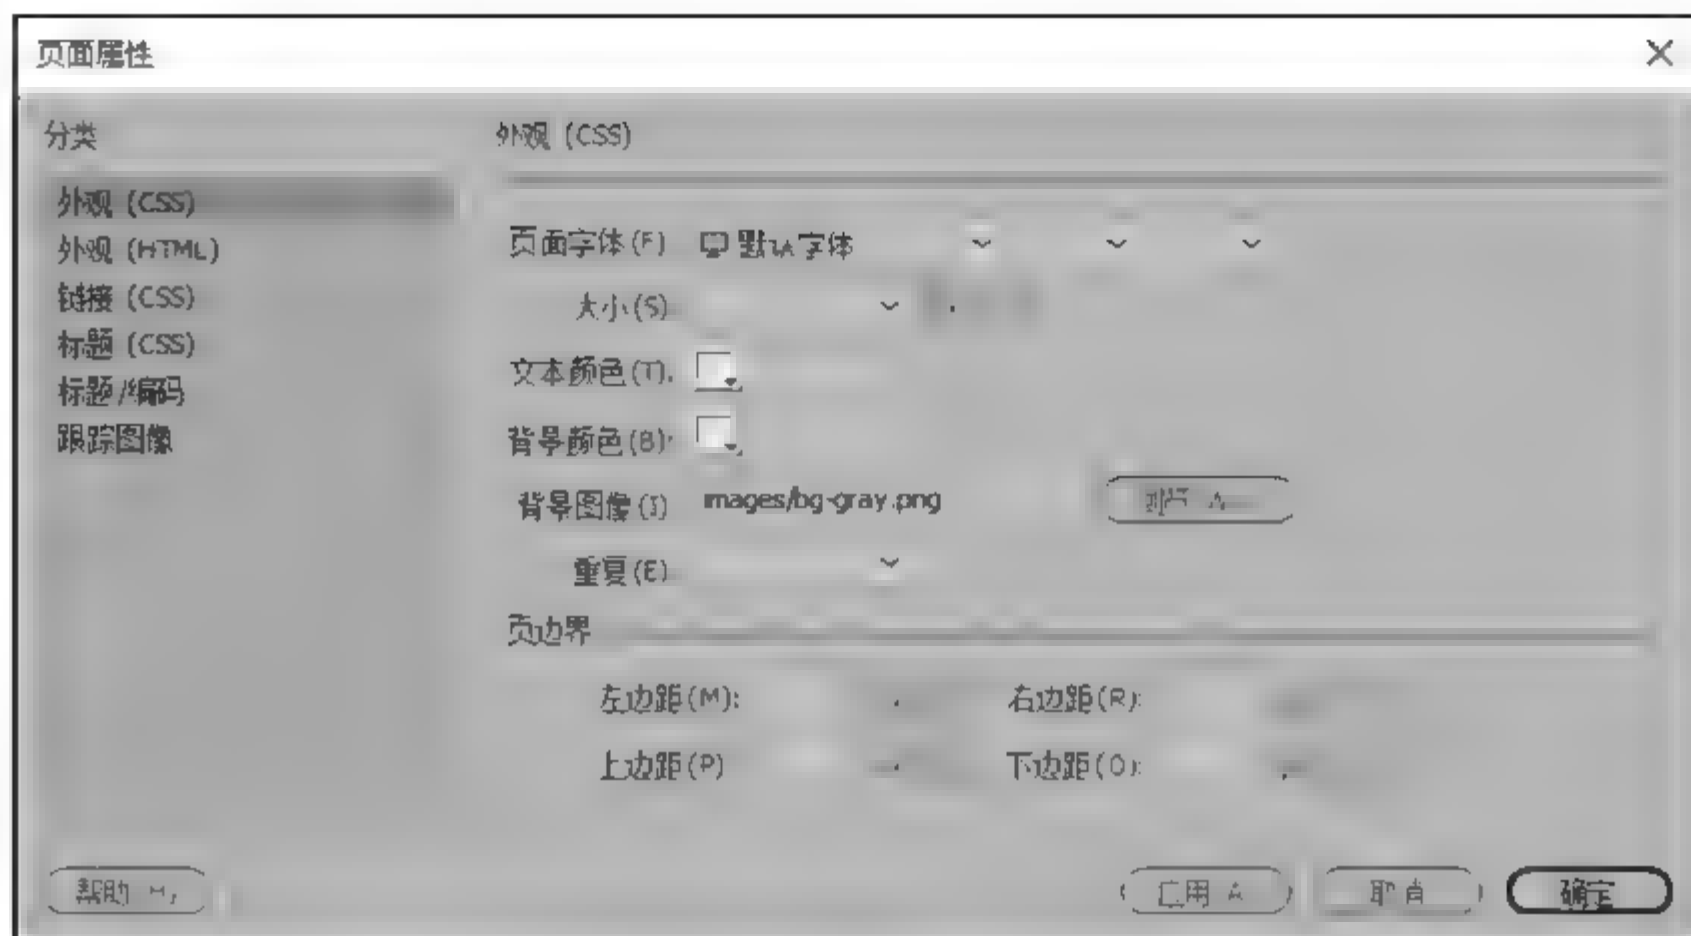 页面属性
分类
外观 (CSS)
外观 (HTML)
链接 (CSS)
标题 (CSS)
标题/编码
跟踪图像
外观 (CSS)
页面字体(F) 默认字体
大小(S)
文本颜色(T):
背景颜色(B):
背景图像(I) images/bg-gray.png
重复(E)
页边界
左边距(M): 右边距(R):
上边距(P) 下边距(O):
帮助 取消 确定